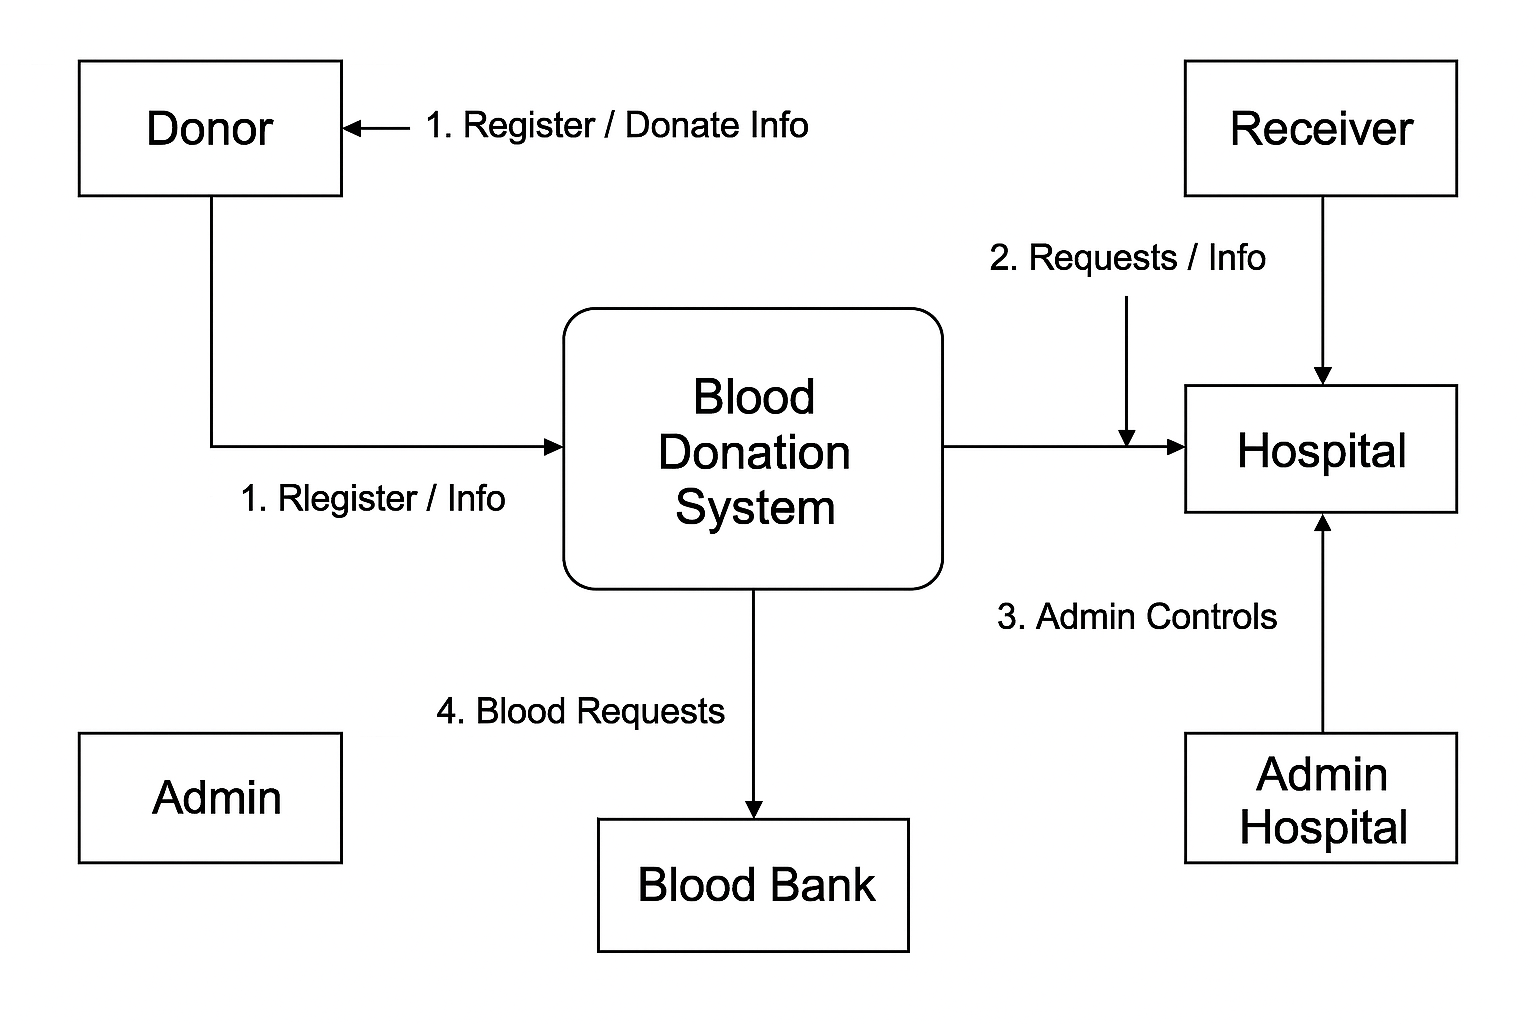 Donor
1. Register / Donate Info
Receiver
2. Requests / Info
Blood
Donation
System
Hospital
1. Rlegister / Info
3. Admin Controls
4. Blood Requests
Admin
Admin
Hospital
Blood Bank